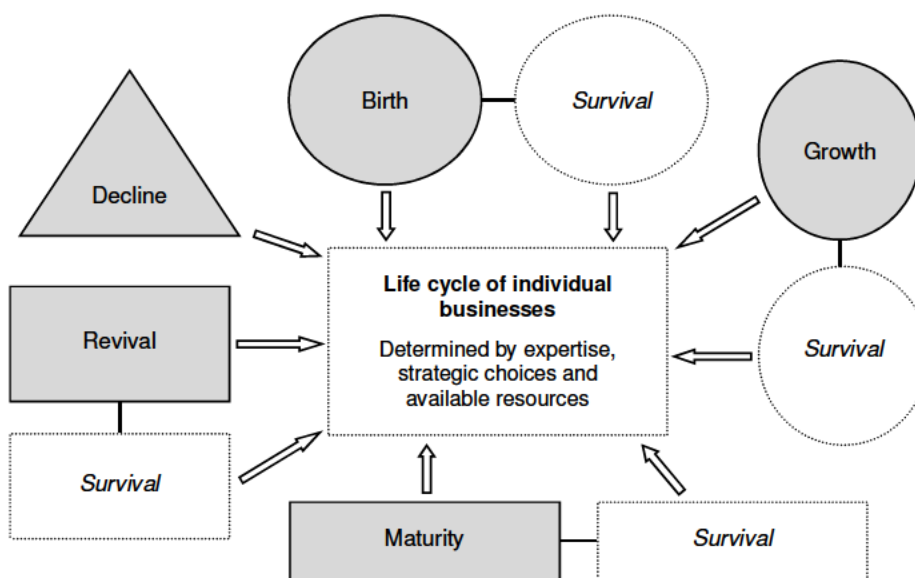 Birth
Survival
Growth
Decline
Life cycle of individual
businesses
Determined by expertise,
strategic choices and
available resources
Revival
Survival
Survival
Maturity
Survival